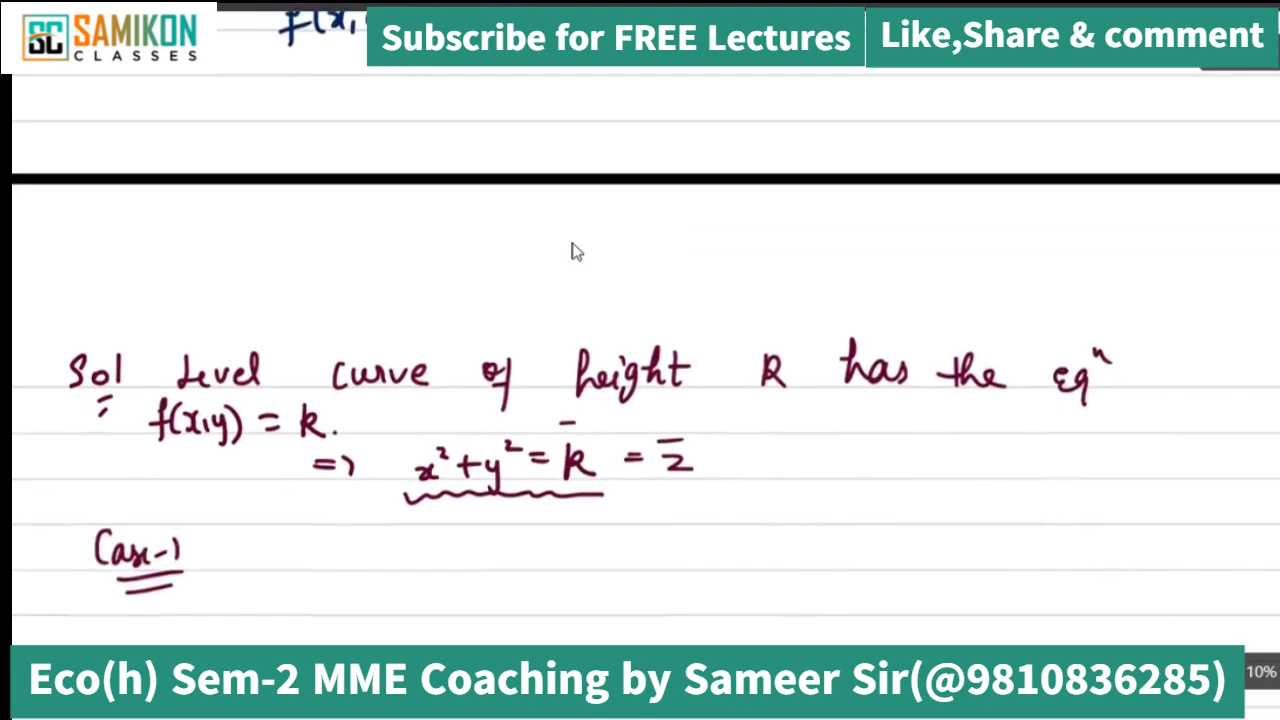 SC SAMIKON
CLASSES
f(x,
Subscribe for FREE Lectures
Like,Share & comment
Sol Level curve of height k has the eqⁿ
f(x,y) = k.
=> x² + y² = k = z
Case-1
Eco(h) Sem-2 MME Coaching by Sameer Sir(@9810836285)
10%